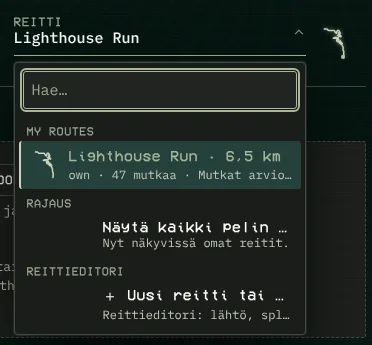 REITTI
Lighthouse Run
Hae…
MY ROUTES
Lighthouse Run · 6,5 km
own · 47 mutkaa · Mutkat arvio…
RAJAUS
Näytä kaikki pelin …
Nyt näkyvissä omat reitit.
REITTIEDITORI
+ Uusi reitti tai …
Reittieditori: lähtö, spl…